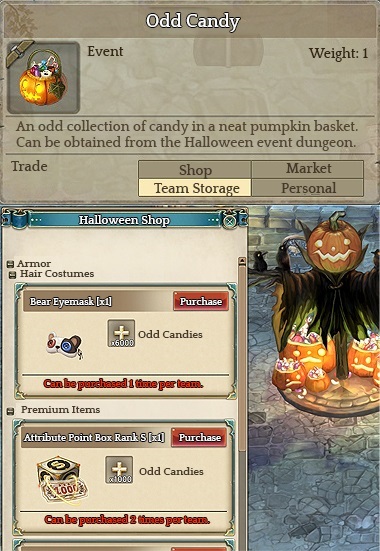 Odd Candy
Event
Weight: 1
An odd collection of candy in a neat pumpkin basket.
Can be obtained from the Halloween event dungeon.
Trade
Shop
Market
Team Storage
Personal
Halloween Shop
Armor
Hair Costumes
Bear Eyemask [x1]
Purchase
x6000
Odd Candies
Can be purchased 1 time per team.
Premium Items
Attribute Point Box Rank S [x1]
Purchase
x1000
Odd Candies
Can be purchased 2 times per team.